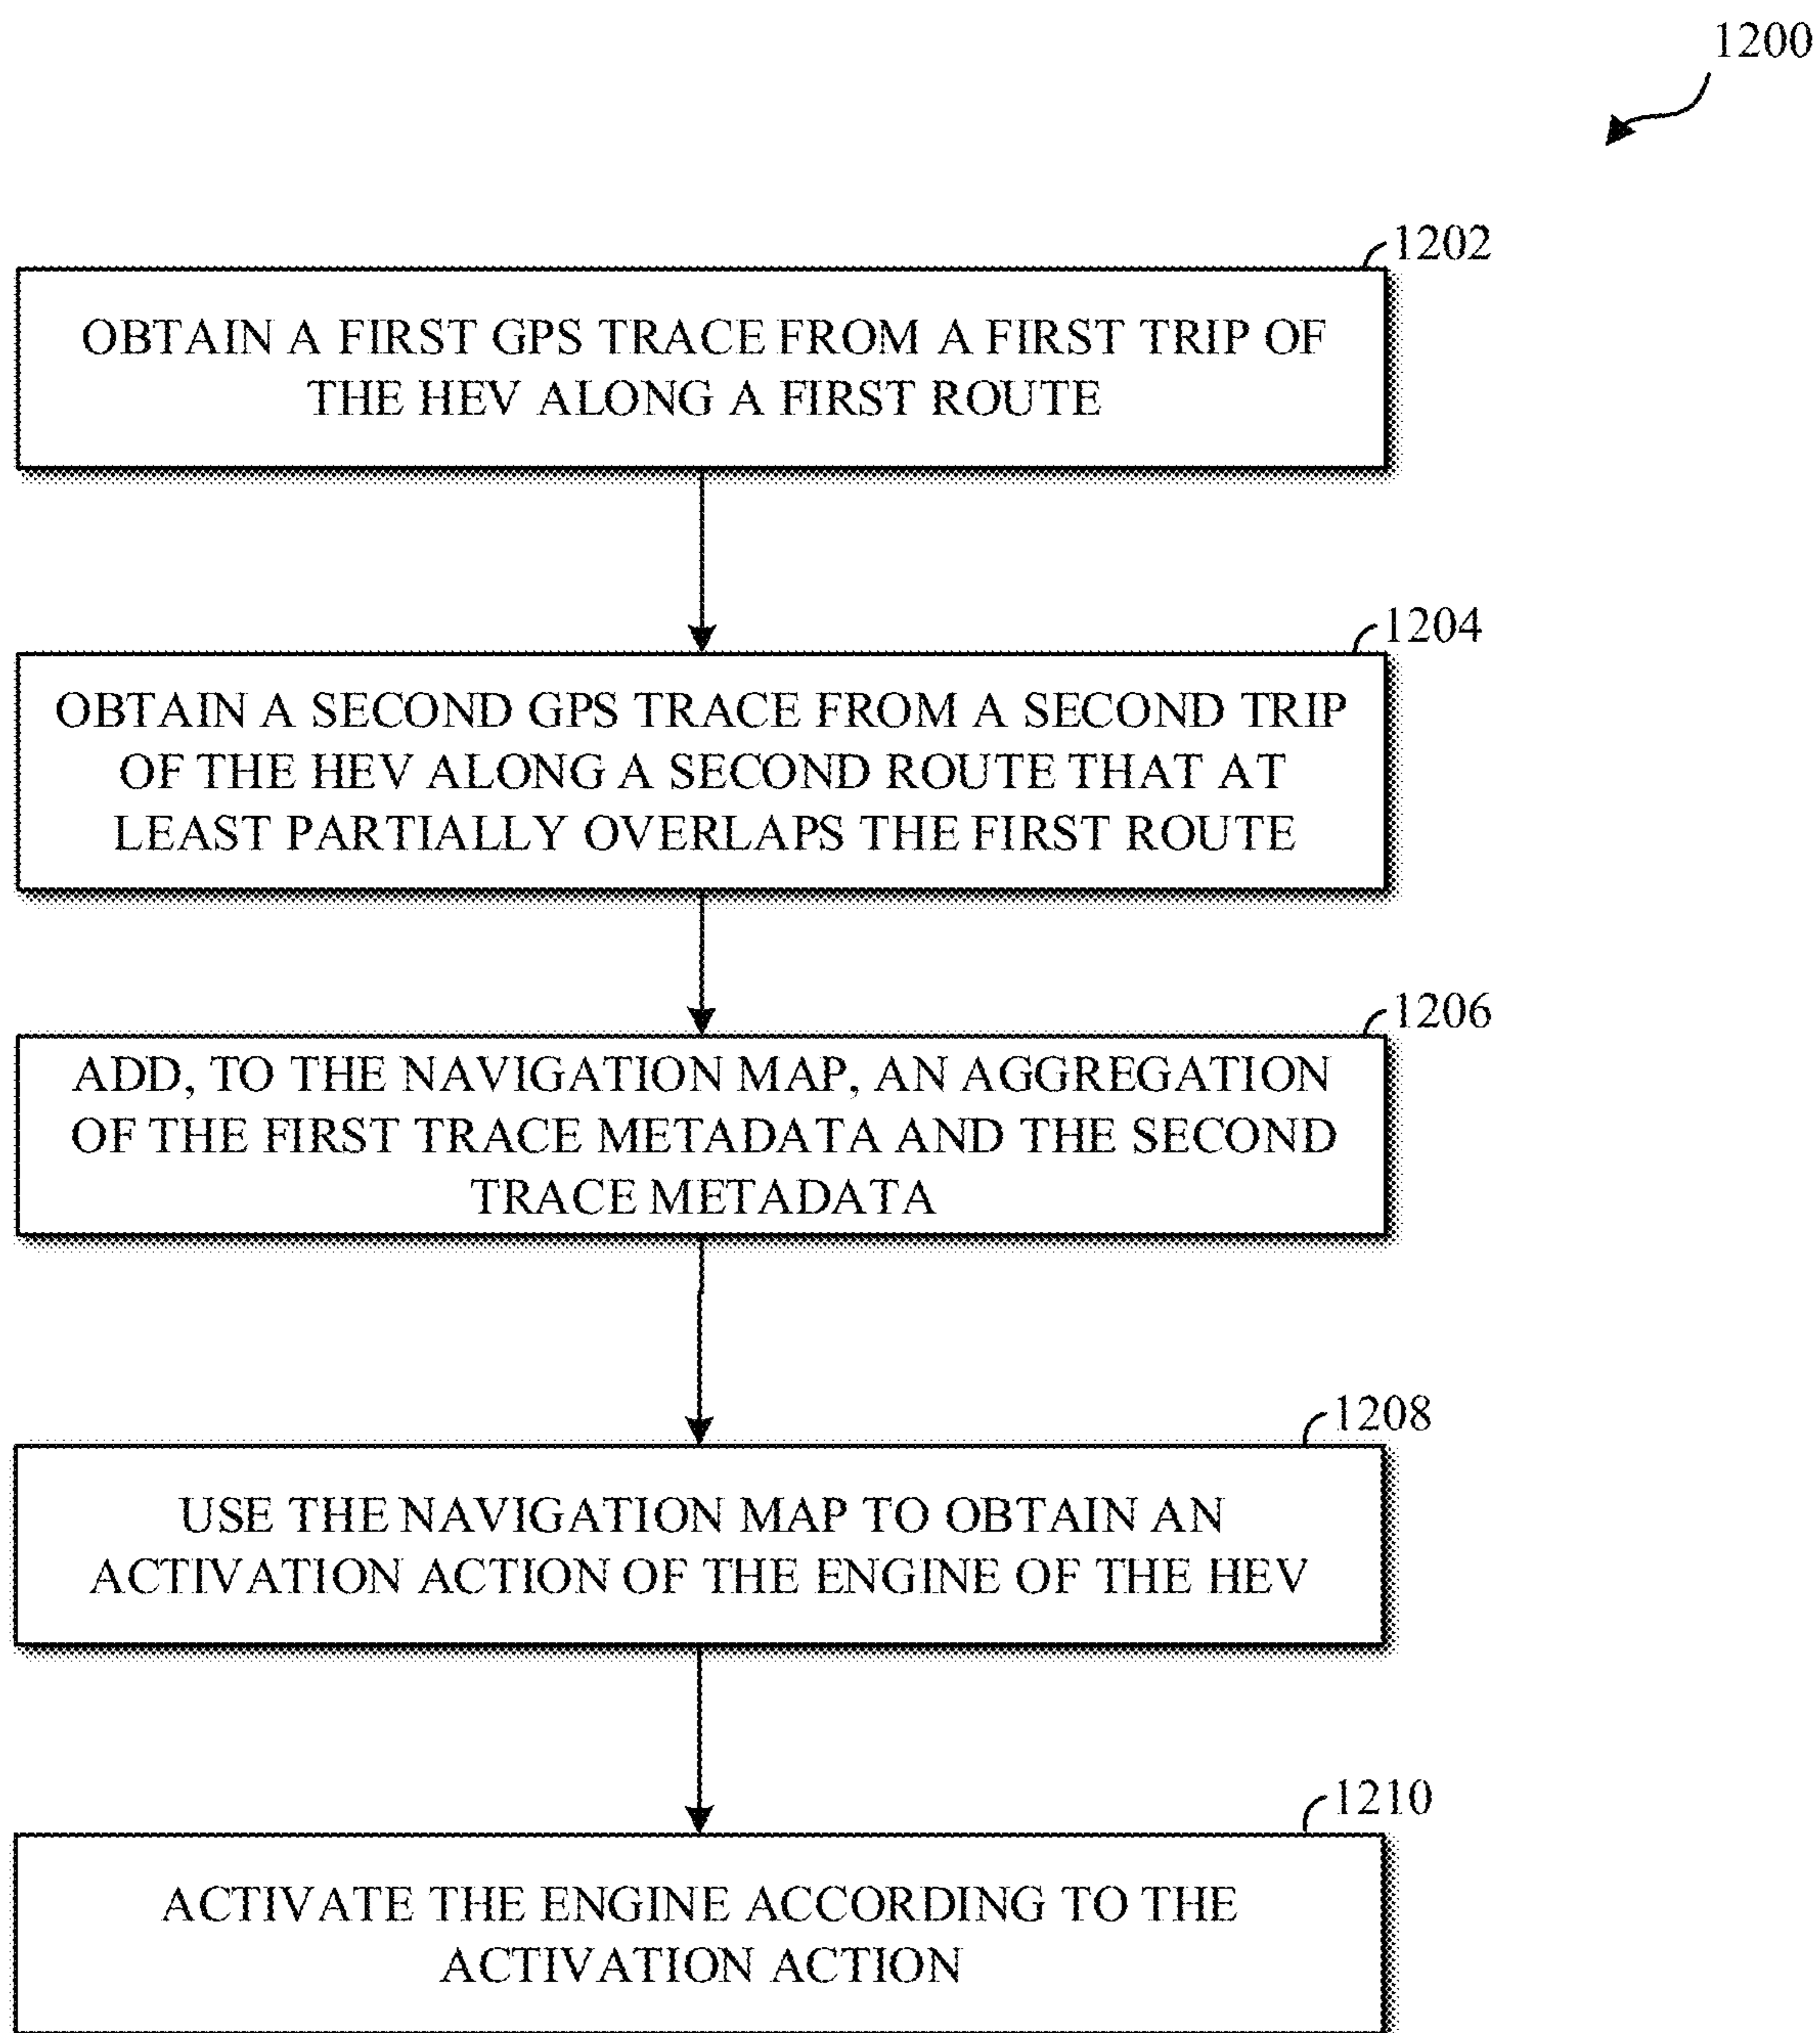 1200
1202
OBTAIN A FIRST GPS TRACE FROM A FIRST TRIP OF
THE HEV ALONG A FIRST ROUTE
1204
OBTAIN A SECOND GPS TRACE FROM A SECOND TRIP
OF THE HEV ALONG A SECOND ROUTE THAT AT
LEAST PARTIALLY OVERLAPS THE FIRST ROUTE
1206
ADD, TO THE NAVIGATION MAP, AN AGGREGATION
OF THE FIRST TRACE METADATA AND THE SECOND
TRACE METADATA
1208
USE THE NAVIGATION MAP TO OBTAIN AN
ACTIVATION ACTION OF THE ENGINE OF THE HEV
1210
ACTIVATE THE ENGINE ACCORDING TO THE
ACTIVATION ACTION